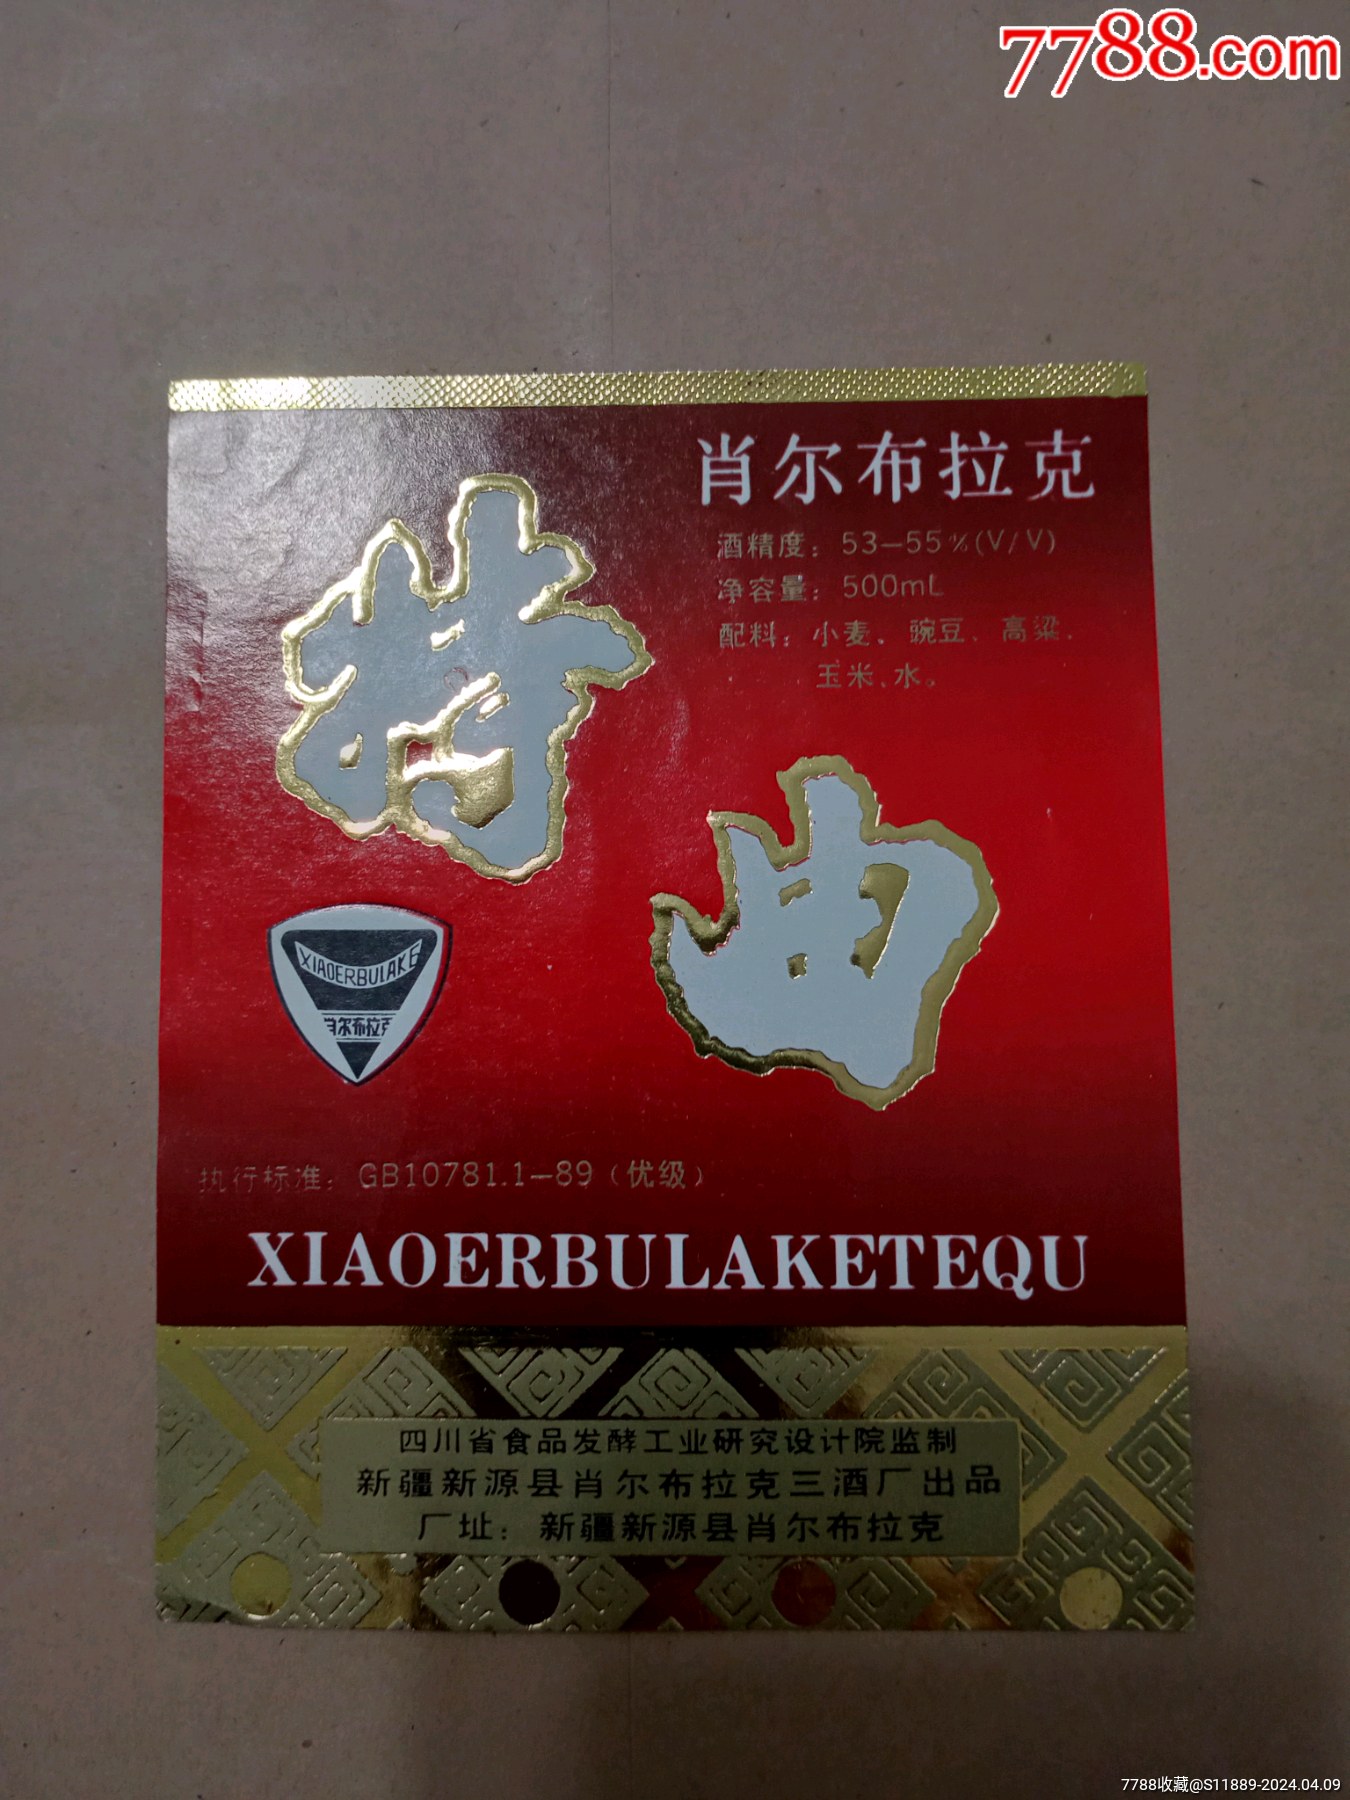 7788.com
肖尔布拉克
酒精度：53—55%(V/V)
净容量：500mL
配料：小麦、豌豆、高粱、
玉米、水。
特
曲
XIAOERBULAKE
肖尔布拉克
执行标准：GB10781.1—89（优级）
XIAOERBULAKETEQU
四川省食品发酵工业研究设计院监制
新疆新源县肖尔布拉克三酒厂出品
厂址：新疆新源县肖尔布拉克
7788收藏@S11889-2024.04.09